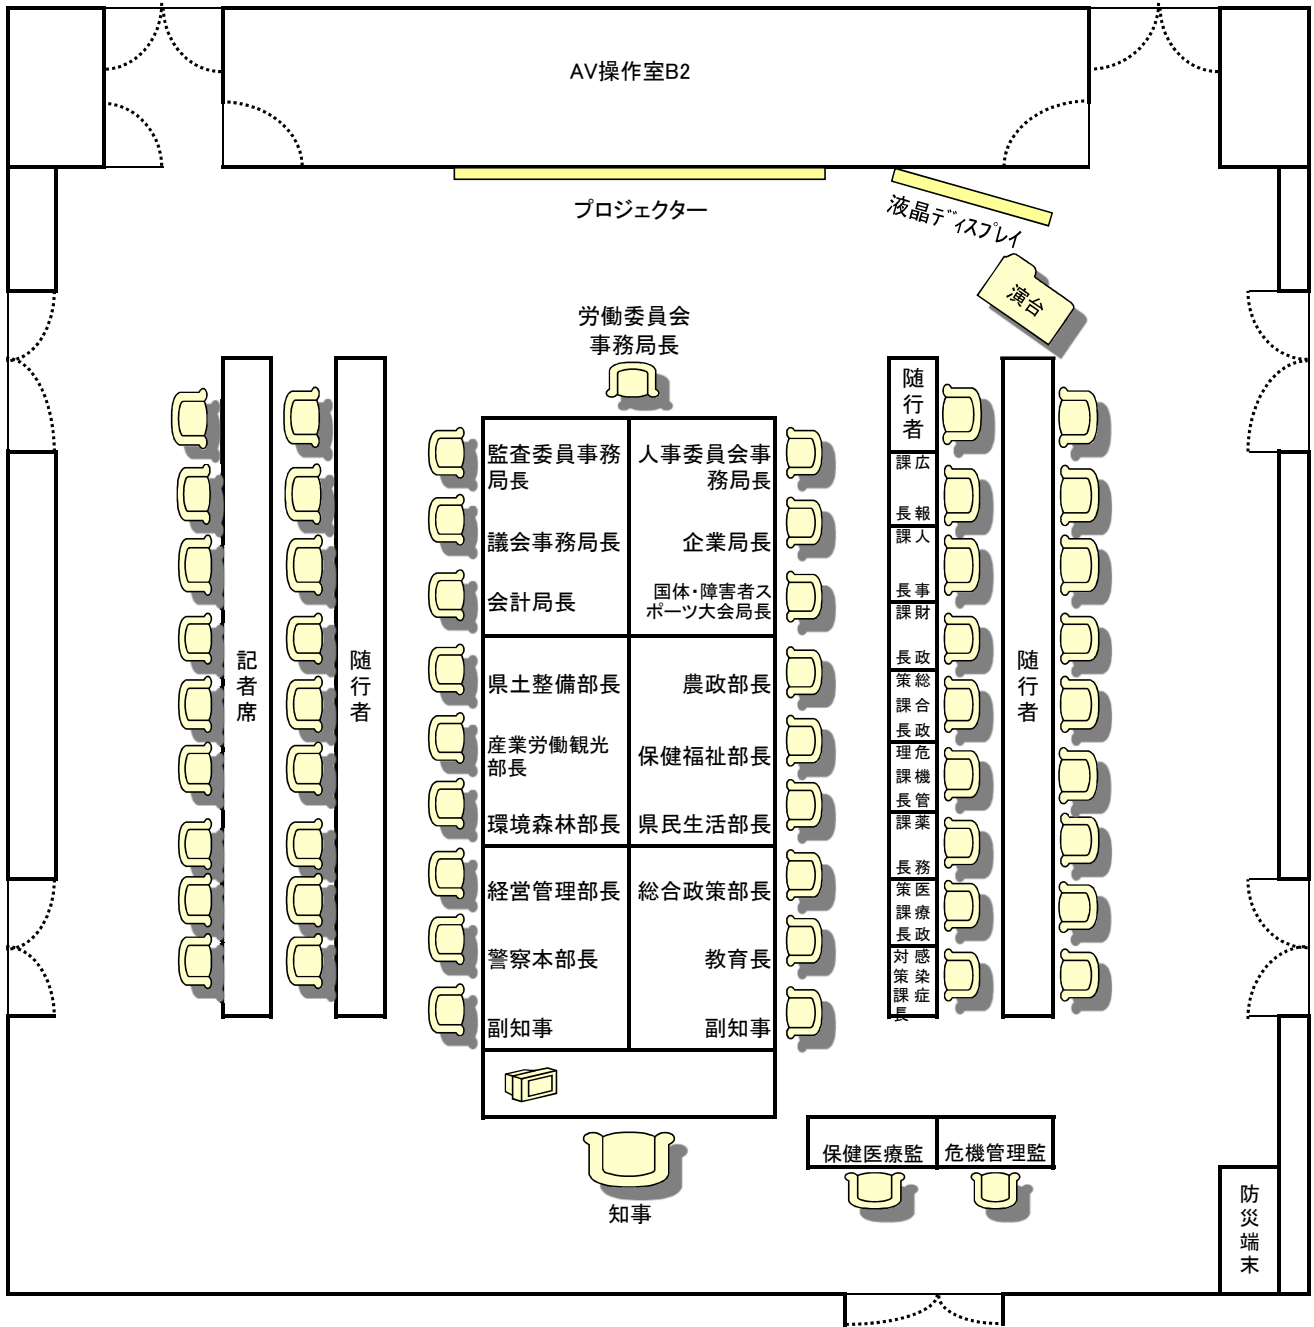 AV操作室B2
プロジェクター
液晶ディスプレイ
演台
労働委員会
事務局長
監査委員事務
局長
議会事務局長
会計局長
県土整備部長
産業労働観光
部長
環境森林部長
経営管理部長
警察本部長
副知事
人事委員会事
務局長
企業局長
国体・障害者ス
ポーツ大会局長
農政部長
保健福祉部長
県民生活部長
総合政策部長
教育長
副知事
記者席
随行者
随行者
広報
課長
人事
課長
財政
課長
総合政
策課長
危機管
理課長
薬務
課長
医療政
策課長
感染症
対策課長
随行者
知事
保健医療監
危機管理監
防災端末